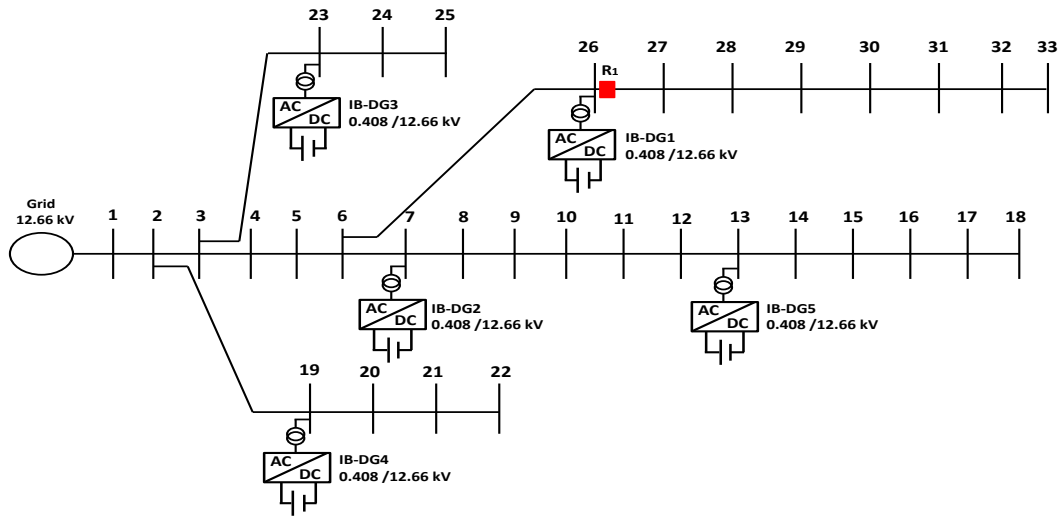 23 24 25
26 27 28 29 30 31 32 33
R1
AC
DC
IB-DG3
0.408 /12.66 kV
AC
DC
IB-DG1
0.408 /12.66 kV
Grid
12.66 kV
1 2 3 4 5 6 7 8 9 10 11 12 13 14 15 16 17 18
AC
DC
IB-DG2
0.408 /12.66 kV
AC
DC
IB-DG5
0.408 /12.66 kV
19 20 21 22
AC
DC
IB-DG4
0.408 /12.66 kV